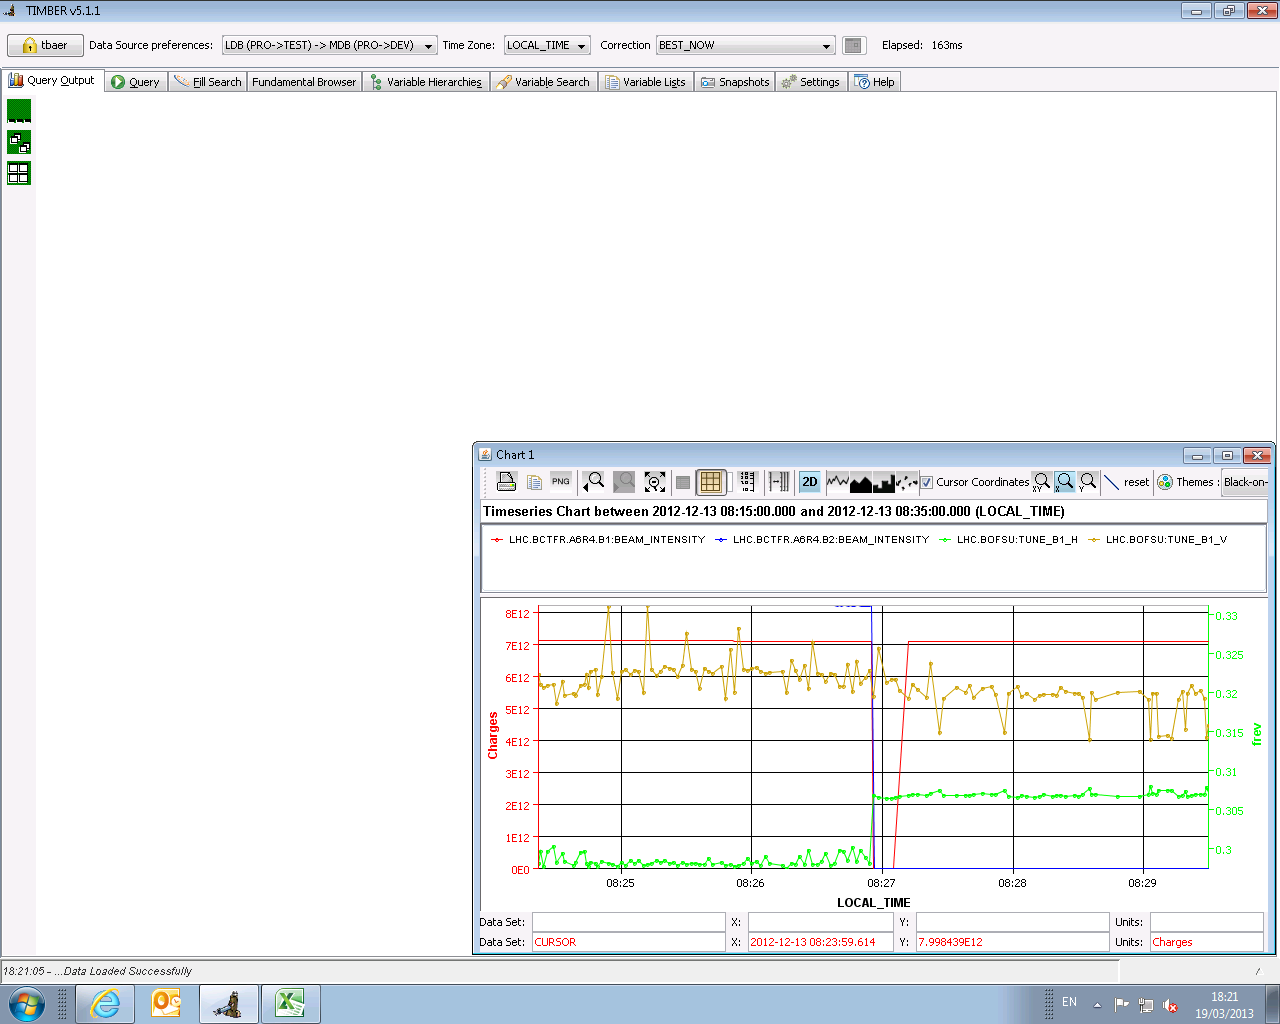 TIMBER v5.1.1
tbaer Data Source preferences: LDB (PRO->TEST) -> MDB (PRO->DEV) Time Zone: LOCAL_TIME Correction BEST_NOW Elapsed: 163ms
Query Output Query Fill Search Fundamental Browser Variable Hierarchies Variable Search Variable Lists Snapshots Settings Help
Chart 1
PNG 2D Cursor Coordinates XY X Y reset Themes : Black-on-
Timeseries Chart between 2012-12-13 08:15:00.000 and 2012-12-13 08:35:00.000 (LOCAL_TIME)
LHC.BCTFR.A6R4.B1:BEAM_INTENSITY LHC.BCTFR.A6R4.B2:BEAM_INTENSITY LHC.BOFSU:TUNE_B1_H LHC.BOFSU:TUNE_B1_V
8E12
7E12
6E12
5E12
4E12
3E12
2E12
1E12
0E0
Charges
0.33
0.325
0.32
0.315
0.31
0.305
0.3
frev
08:25 08:26 08:27 08:28 08:29
LOCAL_TIME
Data Set: X: Y: Units:
Data Set: CURSOR X: 2012-12-13 08:23:59.614 Y: 7.998439E12 Units: Charges
18:21:05 - ...Data Loaded Successfully
EN 18:21
19/03/2013